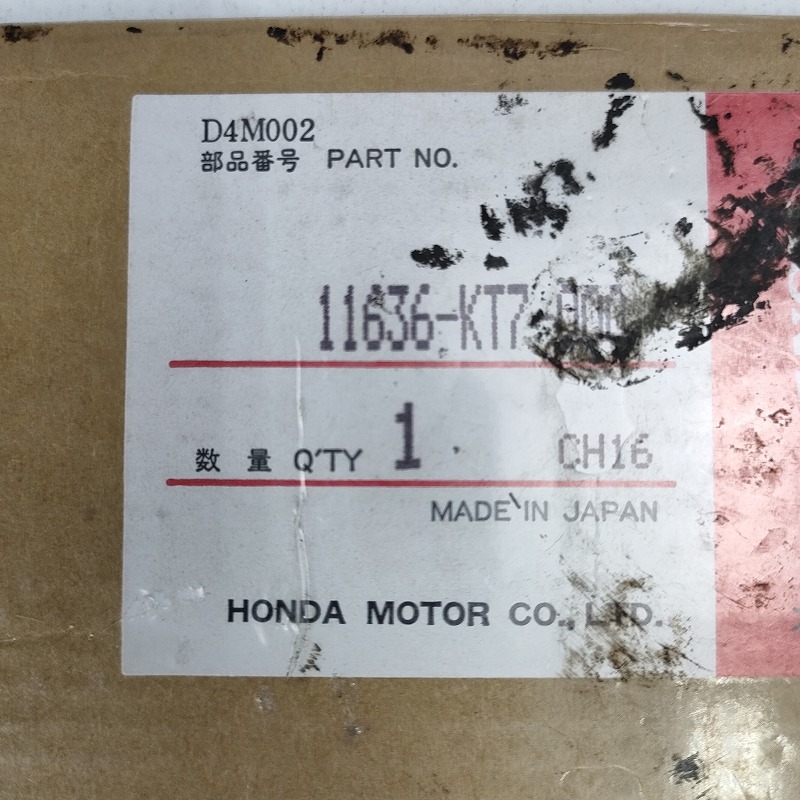 D4M002
部品番号 PART NO.
11636-KT7-000
数量 Q'TY 1
CH16
MADE IN JAPAN
HONDA MOTOR CO., LTD.